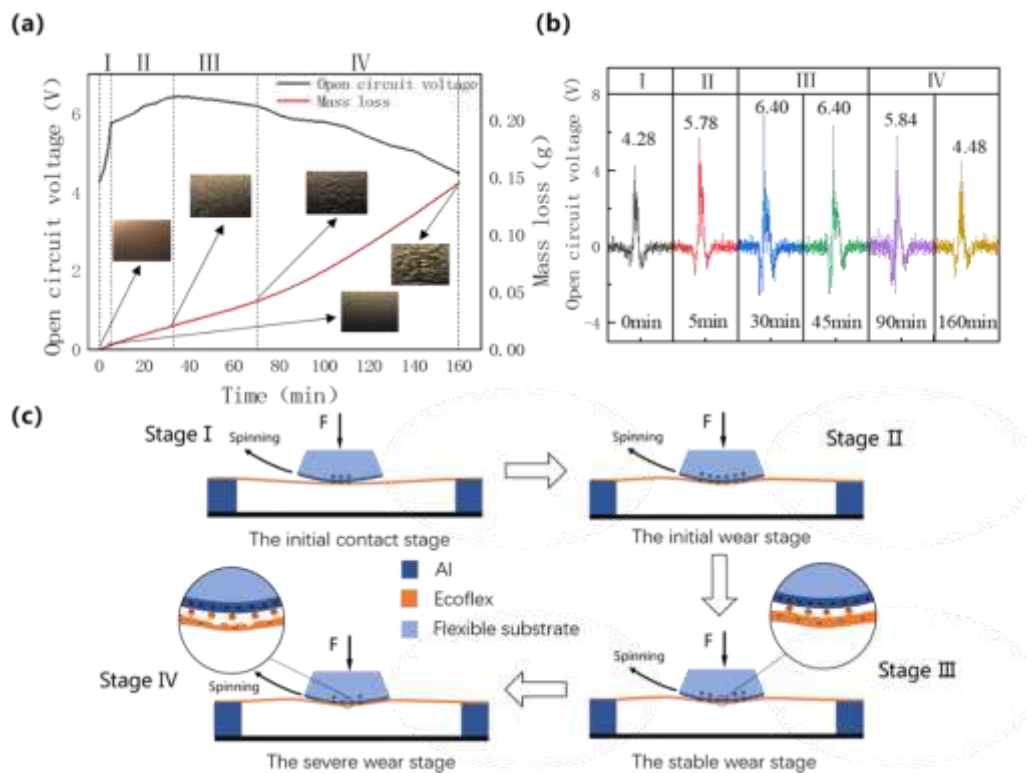 (a)
I II III IV
Open circuit voltage
Mass loss
Open circuit voltage (V)
6
4
2
0
Mass loss (g)
0.20
0.15
0.10
0.05
0.00
0 20 40 60 80 100 120 140 160
Time (min)
(b)
I II III IV
Open circuit voltage (V)
8
4
0
-4
4.28 5.78 6.40 6.40 5.84 4.48
0min 5min 30min 45min 90min 160min
(c)
Stage I
Spinning
F
The initial contact stage
Stage II
Spinning
F
The initial wear stage
Al
Ecoflex
Flexible substrate
Stage IV
Spinning
F
The severe wear stage
Stage III
Spinning
F
The stable wear stage